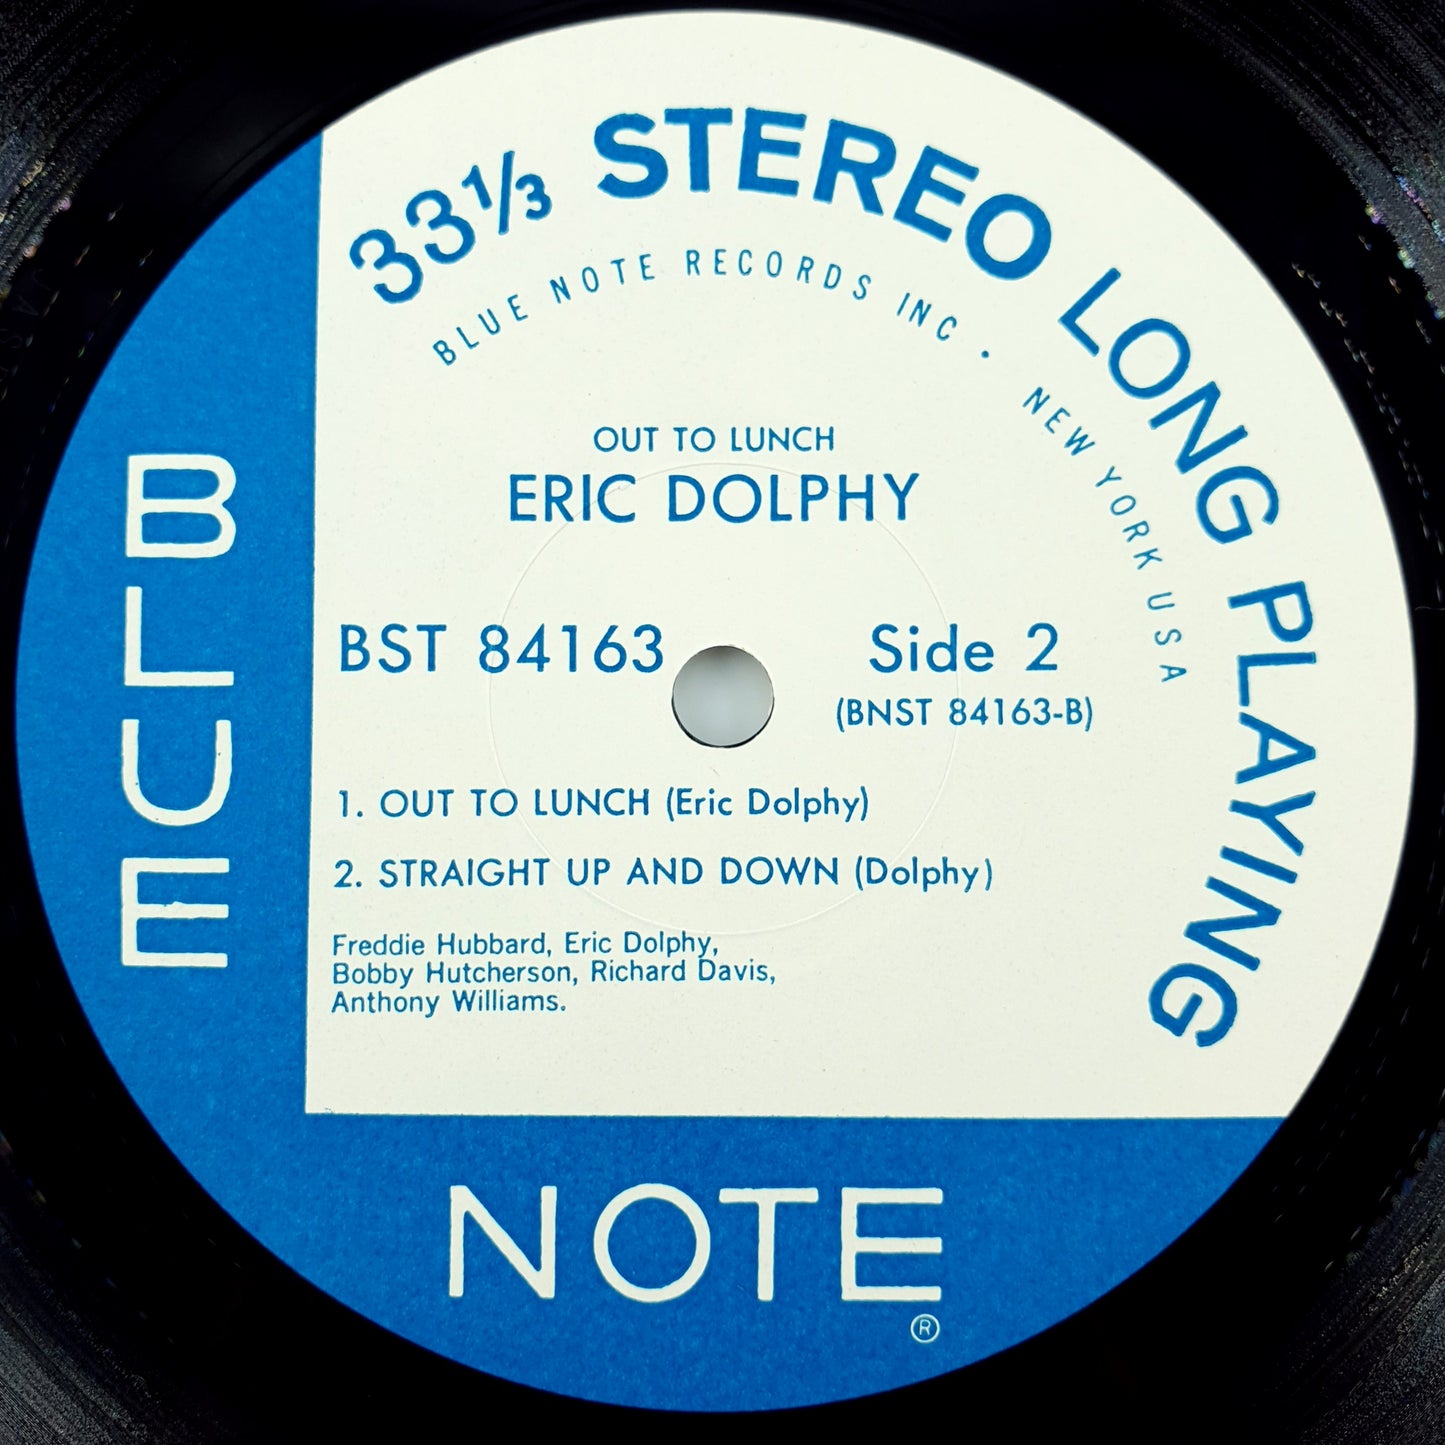 33⅓ STEREO LONG PLAYING
BLUE NOTE RECORDS INC • NEW YORK USA
OUT TO LUNCH
ERIC DOLPHY
BST 84163
Side 2
(BNST 84163-B)
1. OUT TO LUNCH (Eric Dolphy)
2. STRAIGHT UP AND DOWN (Dolphy)
Freddie Hubbard, Eric Dolphy,
Bobby Hutcherson, Richard Davis,
Anthony Williams.
BLUE
NOTE
®